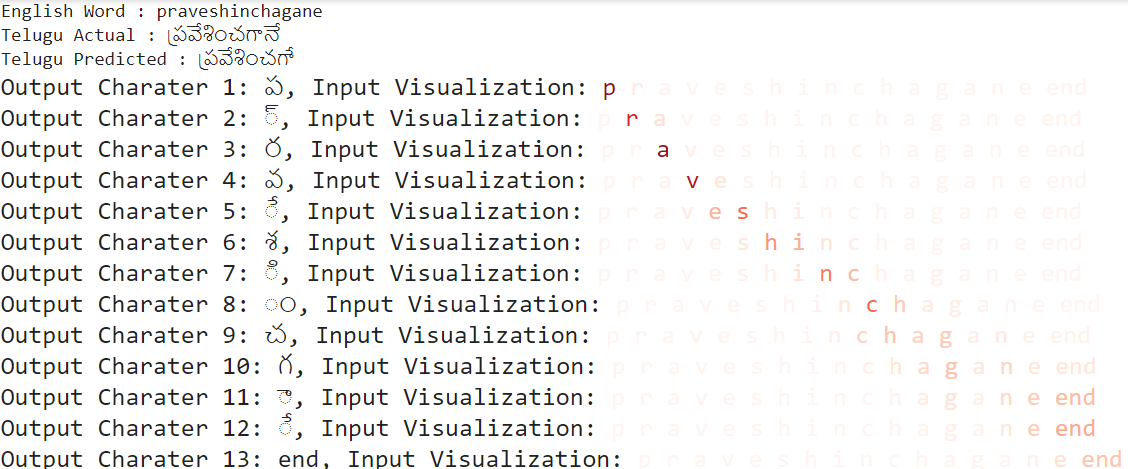 English Word : praveshinchagane
Telugu Actual : ప్రవేశించగానే
Telugu Predicted : ప్రవేశించగాే
Output Charater 1: ప, Input Visualization: p r a v e s h i n c h a g a n e end
Output Charater 2: ్, Input Visualization: p r a v e s h i n c h a g a n e end
Output Charater 3: ర, Input Visualization: p r a v e s h i n c h a g a n e end
Output Charater 4: వ, Input Visualization: p r a v e s h i n c h a g a n e end
Output Charater 5: ే, Input Visualization: p r a v e s h i n c h a g a n e end
Output Charater 6: శ, Input Visualization: p r a v e s h i n c h a g a n e end
Output Charater 7: ి, Input Visualization: p r a v e s h i n c h a g a n e end
Output Charater 8: ం, Input Visualization: p r a v e s h i n c h a g a n e end
Output Charater 9: చ, Input Visualization: p r a v e s h i n c h a g a n e end
Output Charater 10: గ, Input Visualization: p r a v e s h i n c h a g a n e end
Output Charater 11: ా, Input Visualization: p r a v e s h i n c h a g a n e end
Output Charater 12: ే, Input Visualization: p r a v e s h i n c h a g a n e end
Output Charater 13: end, Input Visualization: p r a v e s h i n c h a g a n e end